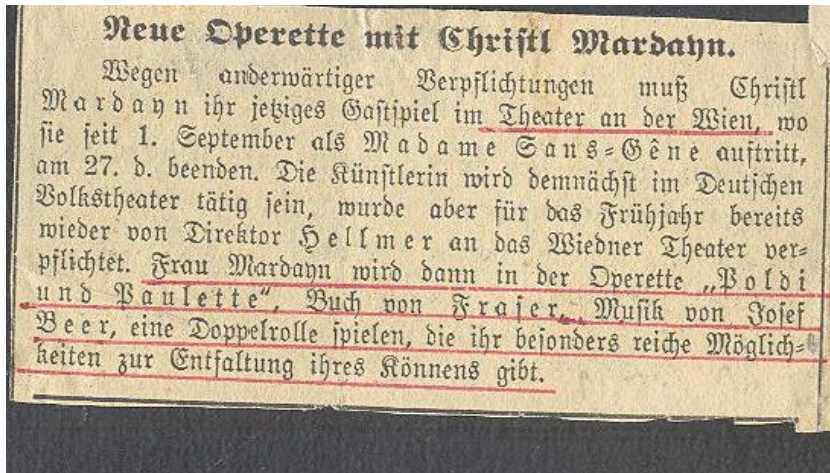 Neue Operette mit Christl Mardayn.
Wegen anderwärtiger Verpflichtungen muß Christl
Mardayn ihr jetziges Gastspiel im Theater an der Wien, wo
sie seit 1. September als Madame Sans-Gêne auftritt,
am 27. d. beenden. Die Künstlerin wird demnächst im Deutschen
Volkstheater tätig sein, wurde aber für das Frühjahr bereits
wieder von Direktor Hellmer an das Wiedner Theater ver-
pflichtet. Frau Mardayn wird dann in der Operette „Poldi
und Paulette“, Buch von Fraser, Musik von Josef
Beer, eine Doppelrolle spielen, die ihr besonders reiche Möglich-
keiten zur Entfaltung ihres Könnens gibt.